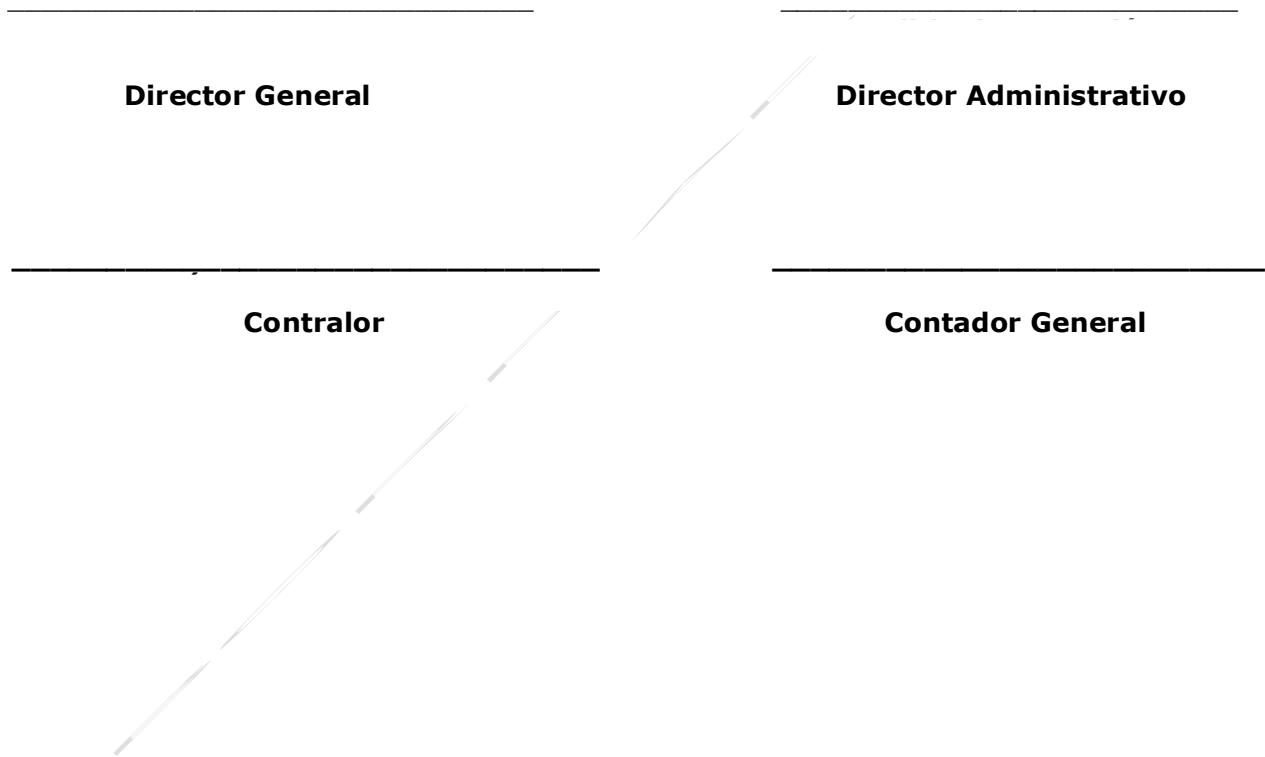 Director General
Director Administrativo
Contralor
Contador General